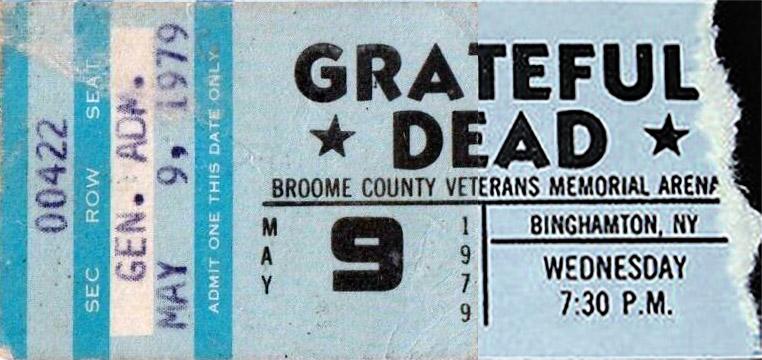 00422
SEC ROW SEAT
GEN. ADM.
MAY 9, 1979
ADMIT ONE THIS DATE ONLY
GRATEFUL
★ DEAD ★
BROOME COUNTY VETERANS MEMORIAL ARENA
MAY 9 1979
BINGHAMTON, NY
WEDNESDAY
7:30 P.M.